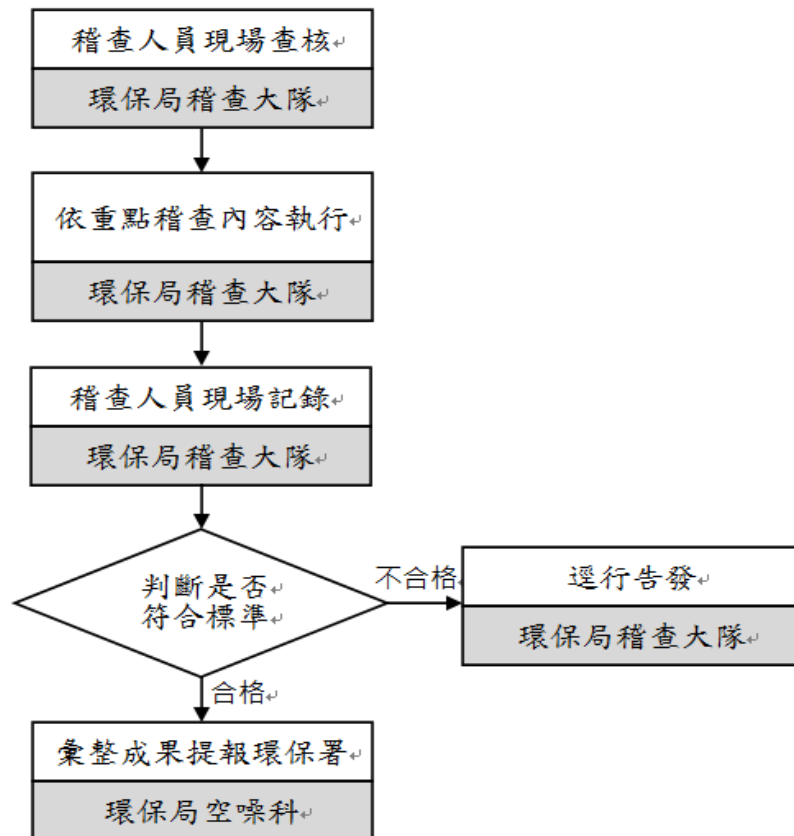 稽查人員現場查核
環保局稽查大隊
依重點稽查內容執行
環保局稽查大隊
稽查人員現場記錄
環保局稽查大隊
判斷是否
符合標準
不合格
逕行告發
環保局稽查大隊
合格
彙整成果提報環保署
環保局空噪科